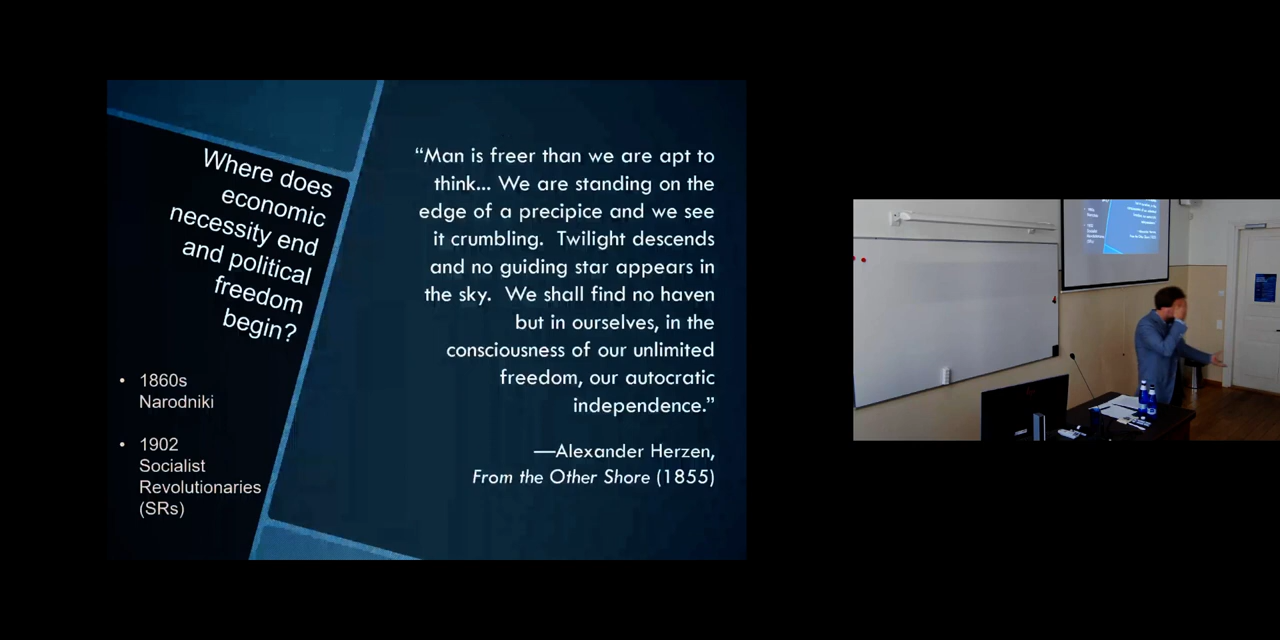 Where does
economic
necessity end
and political
freedom
begin?
• 1860s
Narodniki
• 1902
Socialist
Revolutionaries
(SRs)
“Man is freer than we are apt to
think... We are standing on the
edge of a precipice and we see
it crumbling. Twilight descends
and no guiding star appears in
the sky. We shall find no haven
but in ourselves, in the
consciousness of our unlimited
freedom, our autocratic
independence.”
—Alexander Herzen,
From the Other Shore (1855)